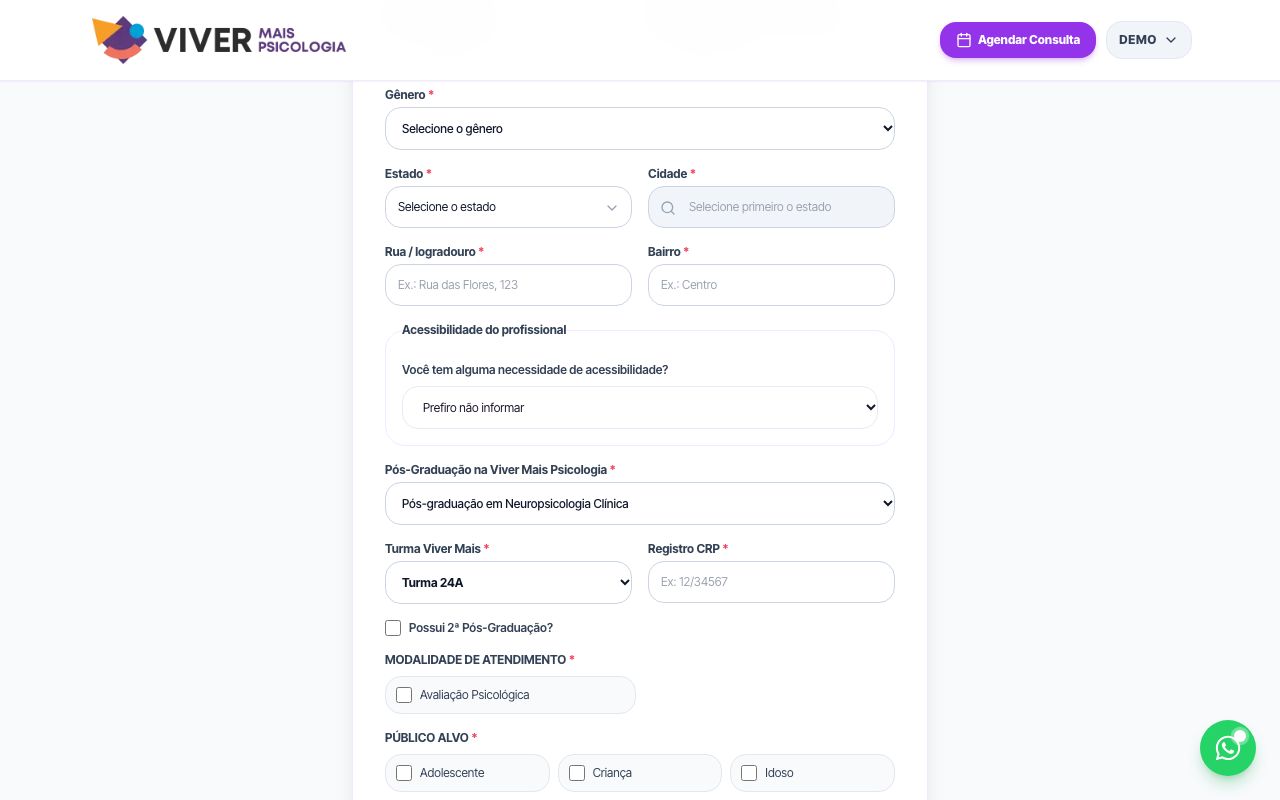 VIVER MAIS PSICOLOGIA
Agendar Consulta
DEMO
Gênero *
Selecione o gênero
Estado *
Cidade *
Selecione o estado
Selecione primeiro o estado
Rua / logradouro *
Bairro *
Ex.: Rua das Flores, 123
Ex.: Centro
Acessibilidade do profissional
Você tem alguma necessidade de acessibilidade?
Prefiro não informar
Pós-Graduação na Viver Mais Psicologia *
Pós-graduação em Neuropsicologia Clínica
Turma Viver Mais *
Registro CRP *
Turma 24A
Ex: 12/34567
Possui 2ª Pós-Graduação?
MODALIDADE DE ATENDIMENTO *
Avaliação Psicológica
PÚBLICO ALVO *
Adolescente
Criança
Idoso